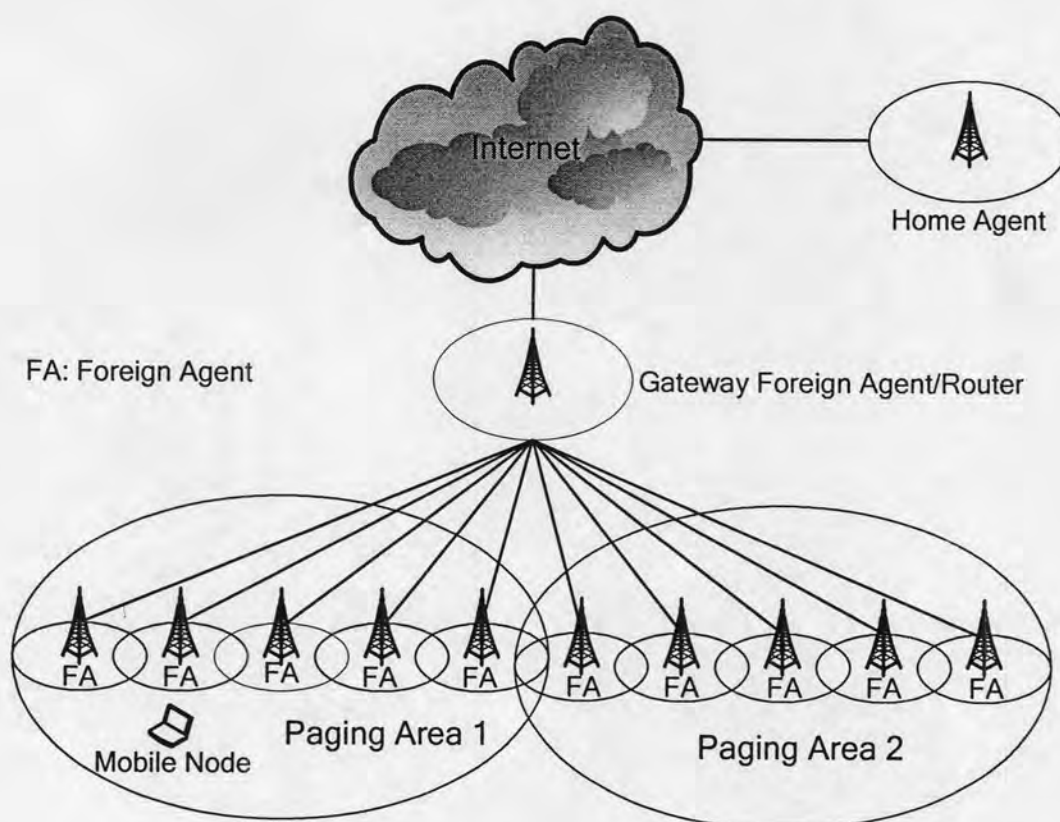 Internet
Home Agent
FA: Foreign Agent
Gateway Foreign Agent/Router
FA FA FA FA FA FA FA FA FA FA
Paging Area 1
Paging Area 2
Mobile Node